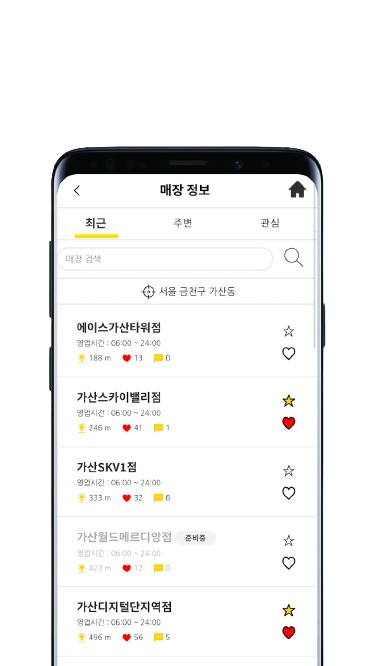 매장 정보
최근 주변 관심
매장 검색
서울 금천구 가산동
에이스가산타워점
영업시간 : 06:00 ~ 24:00
188 m 13 0
가산스카이밸리점
영업시간 : 06:00 ~ 24:00
246 m 41 1
가산SKV1점
영업시간 : 06:00 ~ 24:00
333 m 32 6
가산월드메르디앙점 준비중
영업시간 : 06:00 ~ 24:00
423 m 12 0
가산디지털단지역점
영업시간 : 06:00 ~ 24:00
496 m 56 5